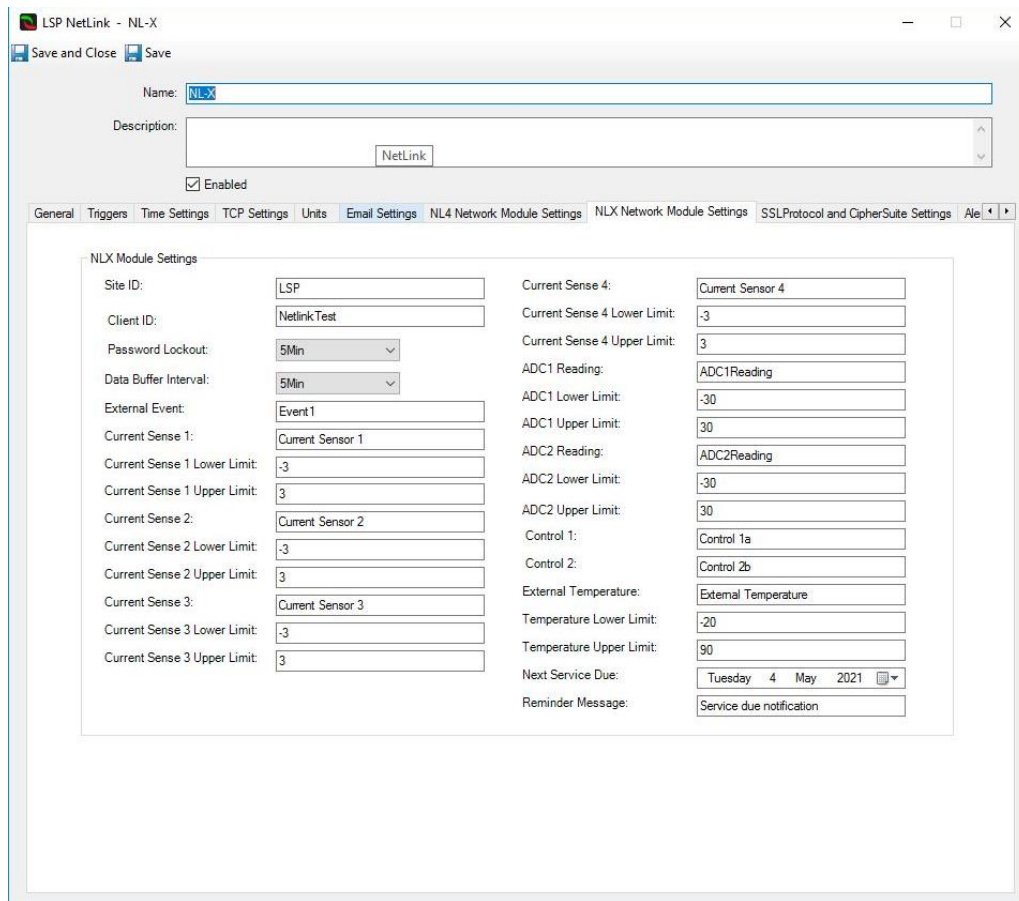 LSP NetLink - NL-X
Save and Close Save
Name: NL-X
Description:
NetLink
Enabled
General Triggers Time Settings TCP Settings Units Email Settings NL4 Network Module Settings NLX Network Module Settings SSLProtocol and CipherSuite Settings Ale
NLX Module Settings
Site ID: LSP
Client ID: NetlinkTest
Password Lockout: 5Min
Data Buffer Interval: 5Min
External Event: Event1
Current Sense 1: Current Sensor 1
Current Sense 1 Lower Limit: -3
Current Sense 1 Upper Limit: 3
Current Sense 2: Current Sensor 2
Current Sense 2 Lower Limit: -3
Current Sense 2 Upper Limit: 3
Current Sense 3: Current Sensor 3
Current Sense 3 Lower Limit: -3
Current Sense 3 Upper Limit: 3
Current Sense 4: Current Sensor 4
Current Sense 4 Lower Limit: -3
Current Sense 4 Upper Limit: 3
ADC1 Reading: ADC1Reading
ADC1 Lower Limit: -30
ADC1 Upper Limit: 30
ADC2 Reading: ADC2Reading
ADC2 Lower Limit: -30
ADC2 Upper Limit: 30
Control 1: Control 1a
Control 2: Control 2b
External Temperature: External Temperature
Temperature Lower Limit: -20
Temperature Upper Limit: 90
Next Service Due: Tuesday 4 May 2021
Reminder Message: Service due notification